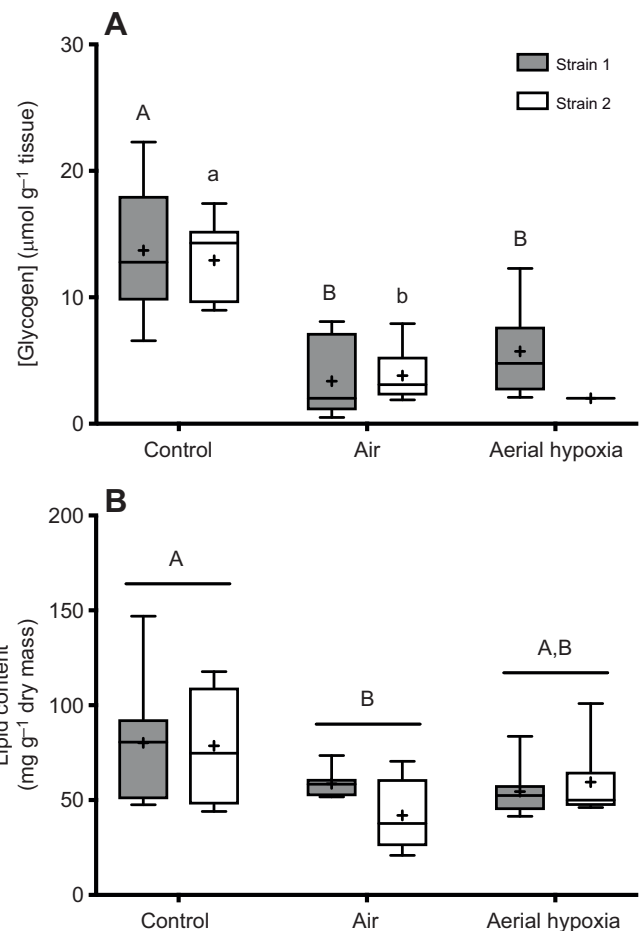 A
30
20
10
0
[Glycogen] (μmol g–1 tissue)
Strain 1
Strain 2
A
a
B
b
B
Control
Air
Aerial hypoxia
B
200
150
100
50
0
Lipid content
(mg g–1 dry mass)
A
B
A,B
Control
Air
Aerial hypoxia